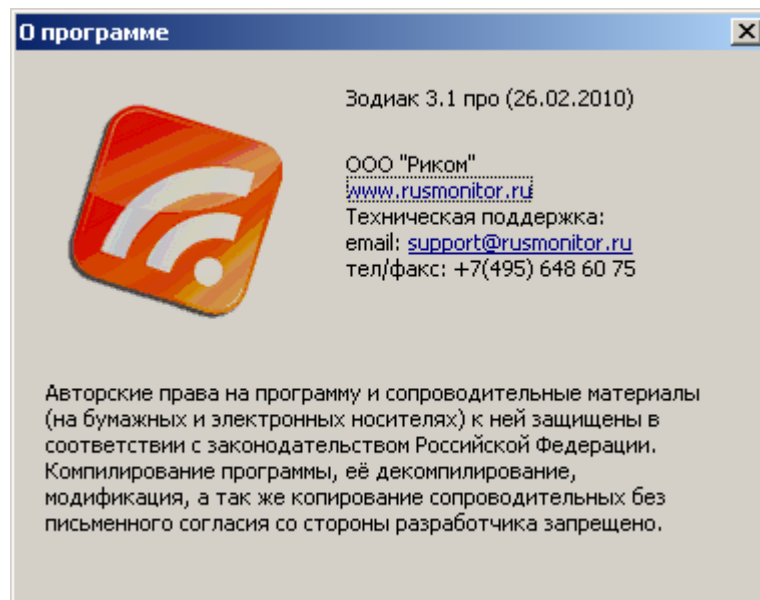 О программе
Зодиак 3.1 про (26.02.2010)
ООО "Риком"
www.rusmonitor.ru
Техническая поддержка:
email: support@rusmonitor.ru
тел/факс: +7(495) 648 60 75
Авторские права на программу и сопроводительные материалы
(на бумажных и электронных носителях) к ней защищены в
соответствии с законодательством Российской Федерации.
Компилирование программы, её декомпилирование,
модификация, а так же копирование сопроводительных без
письменного согласия со стороны разработчика запрещено.